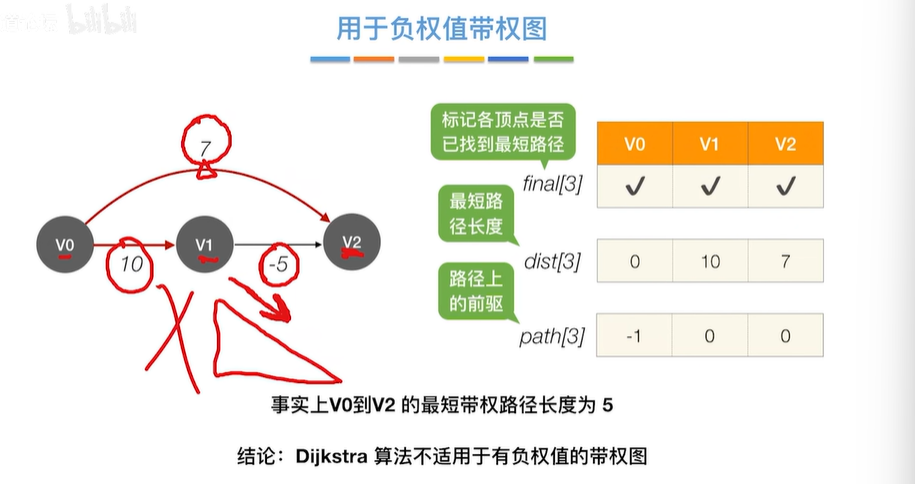 bilibili
用于负权值带权图
7
V0
V1
V2
10
-5
标记各顶点是否
已找到最短路径
V0 V1 V2
final[3] ✓ ✓ ✓
最短路
径长度
dist[3] 0 10 7
路径上
的前驱
path[3] -1 0 0
事实上V0到V2 的最短带权路径长度为 5
结论：Dijkstra 算法不适用于有负权值的带权图